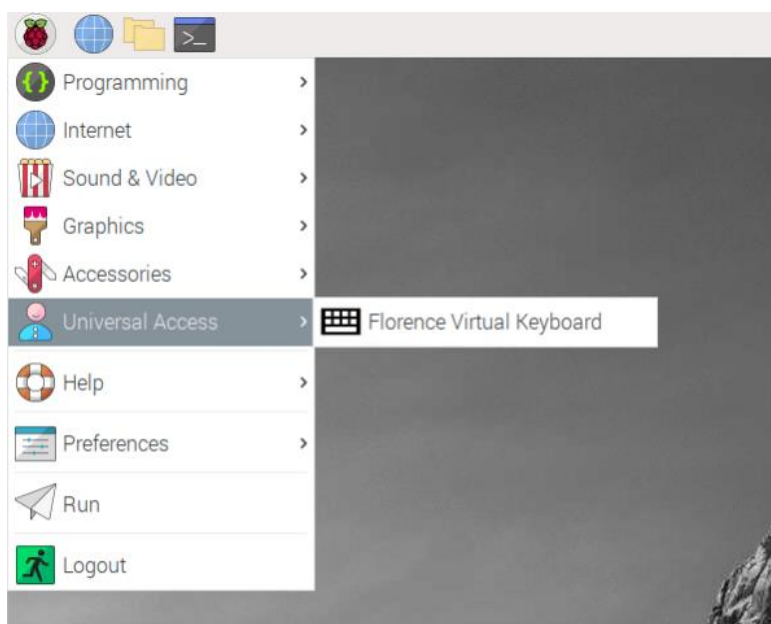 >_
Programming
Internet
Sound & Video
Graphics
Accessories
Universal Access
Florence Virtual Keyboard
Help
Preferences
Run
Logout